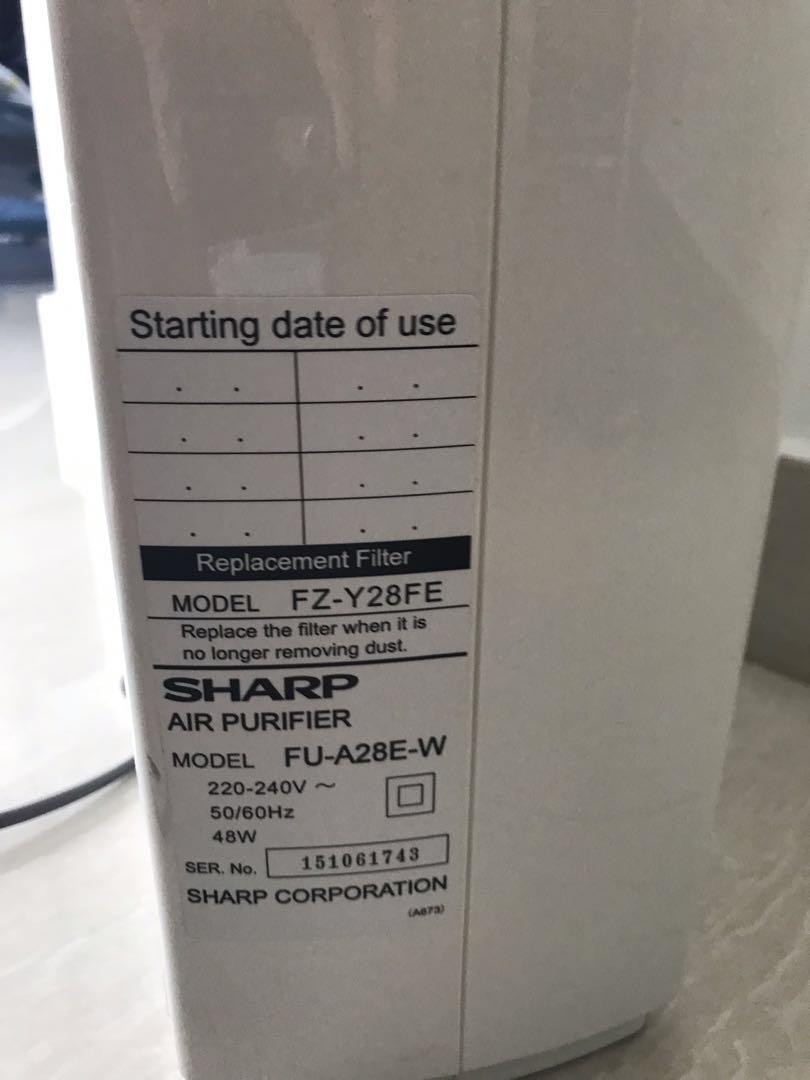 Starting date of use
. . . .
. . . .
. . . .
. . . .
Replacement Filter
MODEL FZ-Y28FE
Replace the filter when it is
no longer removing dust.
SHARP
AIR PURIFIER
MODEL FU-A28E-W
220-240V ~
50/60Hz
48W
SER. No. 151061743
SHARP CORPORATION
(A673)